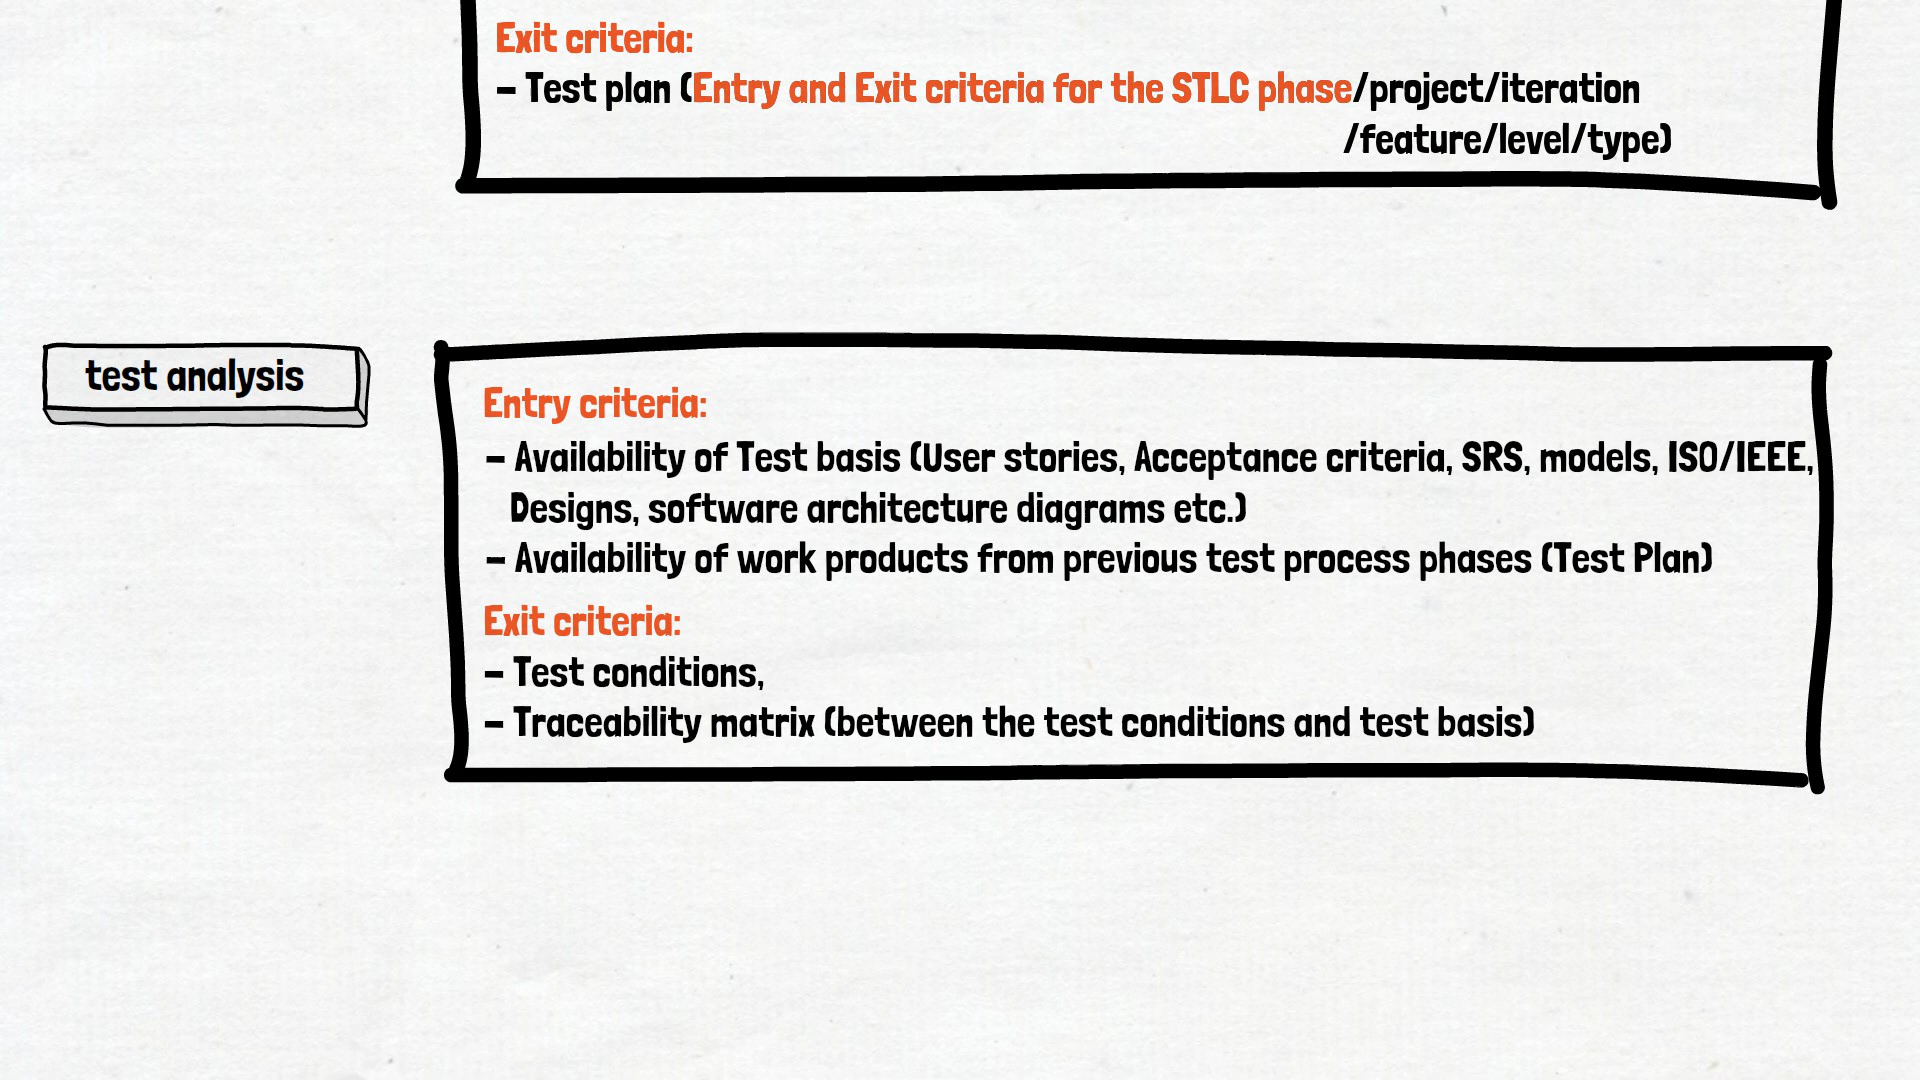 Exit criteria:
– Test plan (Entry and Exit criteria for the STLC phase/project/iteration
/feature/level/type)
test analysis
Entry criteria:
– Availability of Test basis (User stories, Acceptance criteria, SRS, models, ISO/IEEE,
Designs, software architecture diagrams etc.)
– Availability of work products from previous test process phases (Test Plan)
Exit criteria:
– Test conditions,
– Traceability matrix (between the test conditions and test basis)